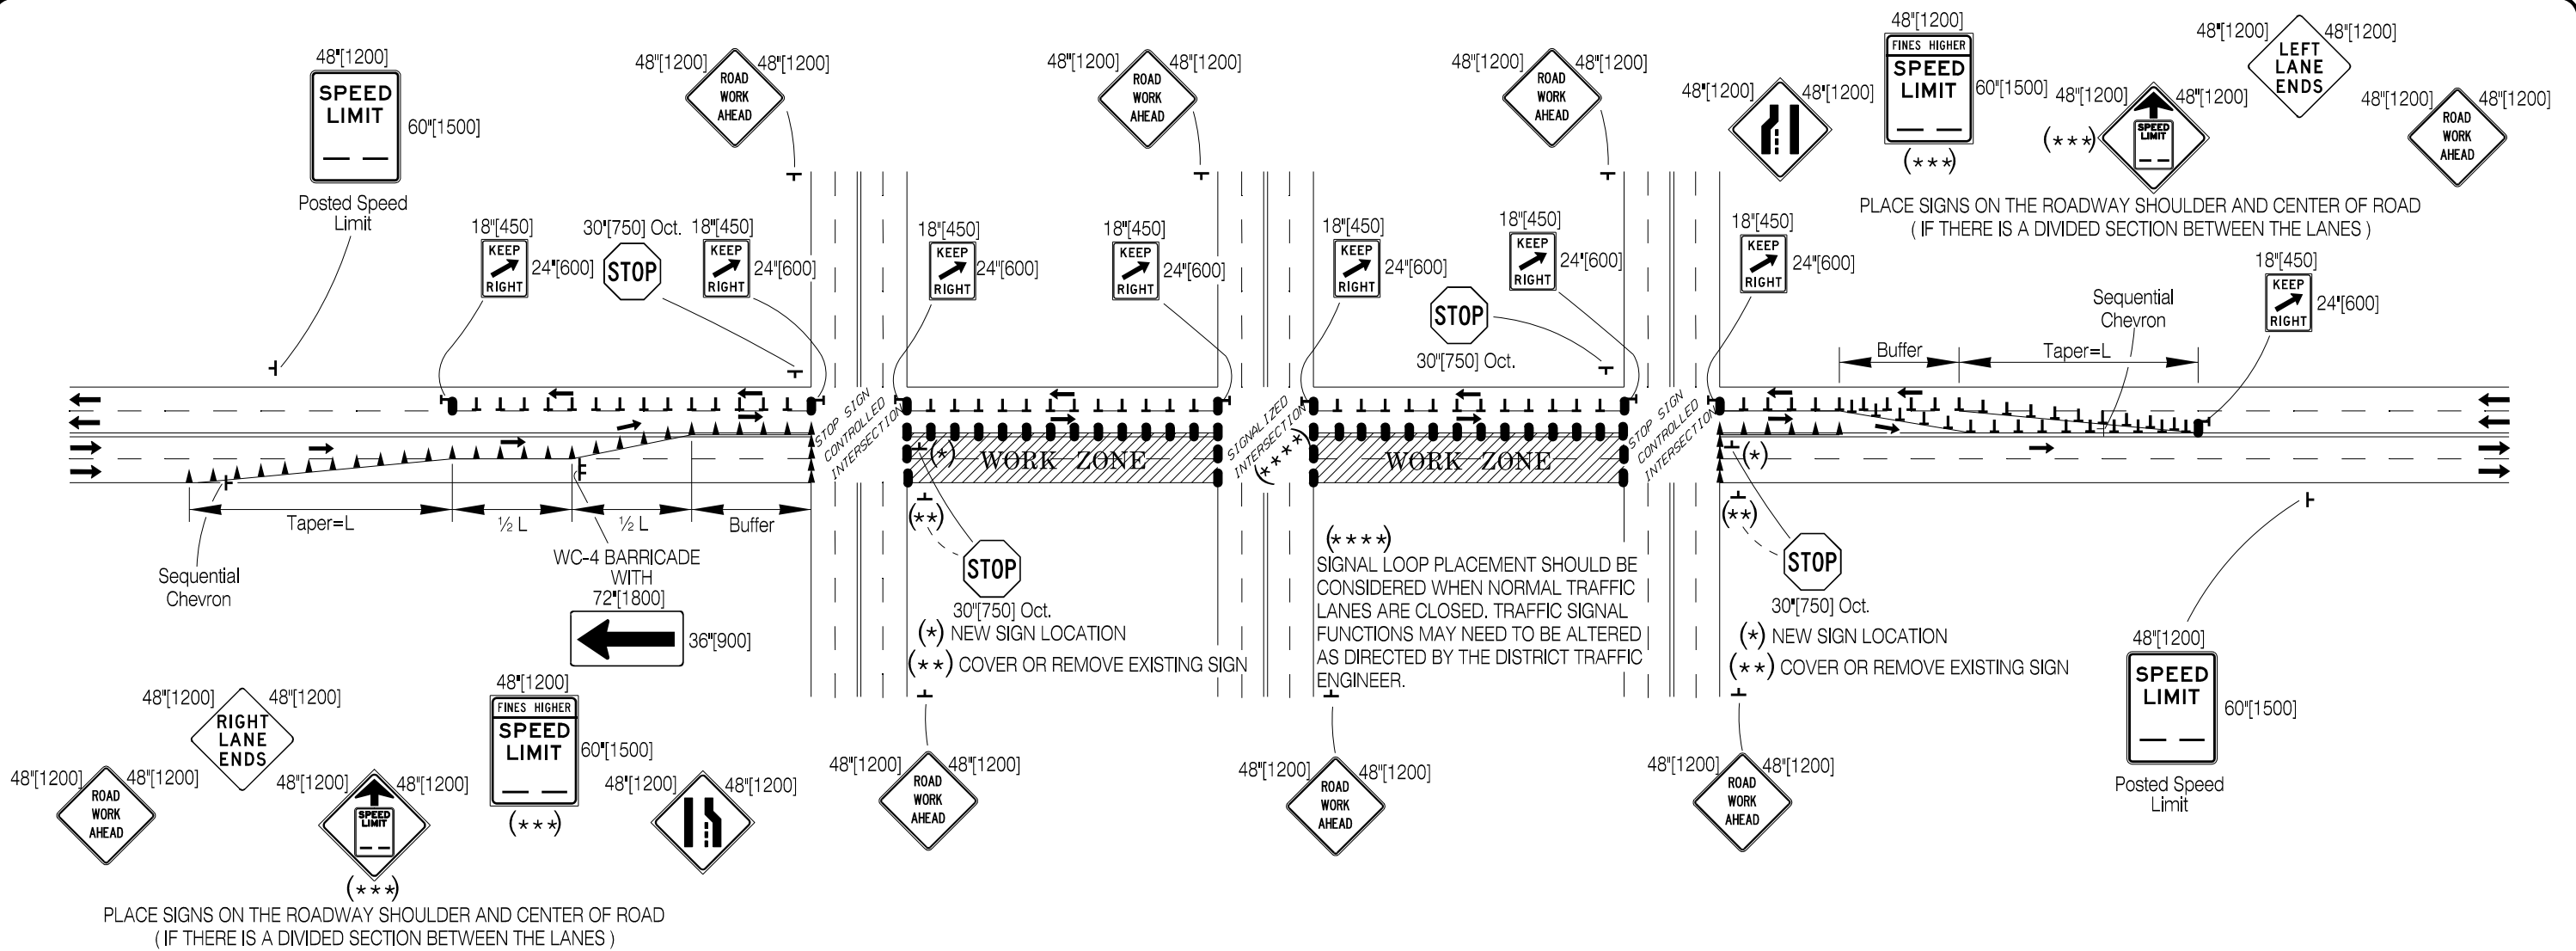 48"[1200]
SPEED
LIMIT
60"[1500]
Posted Speed
Limit
48"[1200] 48"[1200]
ROAD
WORK
AHEAD
48"[1200] 48"[1200]
ROAD
WORK
AHEAD
48"[1200] 48"[1200]
ROAD
WORK
AHEAD
48"[1200] 48"[1200]
48"[1200]
FINES HIGHER
SPEED
LIMIT
60"[1500]
(***)
48"[1200] 48"[1200]
SPEED
LIMIT
(***)
48"[1200] 48"[1200]
LEFT
LANE
ENDS
48"[1200] 48"[1200]
ROAD
WORK
AHEAD
PLACE SIGNS ON THE ROADWAY SHOULDER AND CENTER OF ROAD
( IF THERE IS A DIVIDED SECTION BETWEEN THE LANES )
18"[450]
KEEP
RIGHT
24"[600]
30"[750] Oct.
STOP
18"[450]
KEEP
RIGHT
24"[600]
18"[450]
KEEP
RIGHT
24"[600]
18"[450]
KEEP
RIGHT
24"[600]
18"[450]
KEEP
RIGHT
24"[600]
STOP
30"[750] Oct.
18"[450]
KEEP
RIGHT
24"[600]
18"[450]
KEEP
RIGHT
24"[600]
Sequential
Chevron
18"[450]
KEEP
RIGHT
24"[600]
Buffer
Taper=L
STOP SIGN
CONTROLLED
INTERSECTION
(*)
WORK ZONE
SIGNALIZED
INTERSECTION
(****)
WORK ZONE
STOP SIGN
CONTROLLED
INTERSECTION
(*)
Taper=L
½ L
½ L
Buffer
(**)
(**)
Sequential
Chevron
WC-4 BARRICADE
WITH
72"[1800]
36"[900]
STOP
30"[750] Oct.
(*) NEW SIGN LOCATION
(**) COVER OR REMOVE EXISTING SIGN
(****)
SIGNAL LOOP PLACEMENT SHOULD BE
CONSIDERED WHEN NORMAL TRAFFIC
LANES ARE CLOSED. TRAFFIC SIGNAL
FUNCTIONS MAY NEED TO BE ALTERED
AS DIRECTED BY THE DISTRICT TRAFFIC
ENGINEER.
STOP
30"[750] Oct.
(*) NEW SIGN LOCATION
(**) COVER OR REMOVE EXISTING SIGN
48"[1200]
SPEED
LIMIT
60"[1500]
Posted Speed
Limit
48"[1200] 48"[1200]
ROAD
WORK
AHEAD
48"[1200] 48"[1200]
RIGHT
LANE
ENDS
48"[1200] 48"[1200]
SPEED
LIMIT
(***)
48"[1200]
FINES HIGHER
SPEED
LIMIT
60"[1500]
(***)
48"[1200] 48"[1200]
48"[1200] 48"[1200]
ROAD
WORK
AHEAD
48"[1200] 48"[1200]
ROAD
WORK
AHEAD
48"[1200] 48"[1200]
ROAD
WORK
AHEAD
PLACE SIGNS ON THE ROADWAY SHOULDER AND CENTER OF ROAD
( IF THERE IS A DIVIDED SECTION BETWEEN THE LANES )